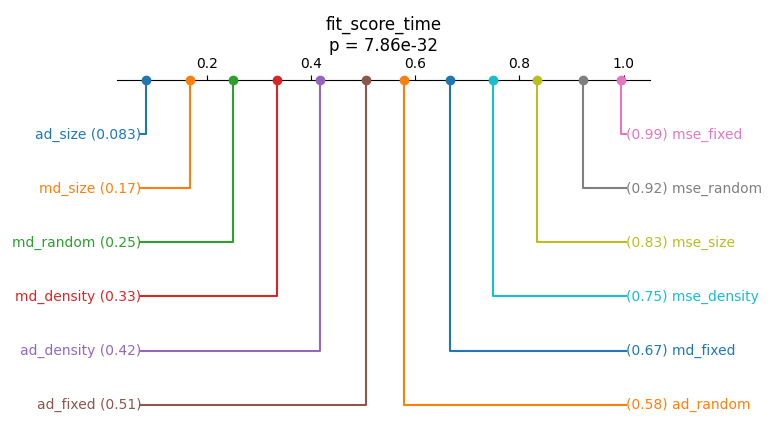 fit_score_time
p = 7.86e-32
0.2 0.4 0.6 0.8 1.0
ad_size (0.083) (0.99) mse_fixed
md_size (0.17) (0.92) mse_random
md_random (0.25) (0.83) mse_size
md_density (0.33) (0.75) mse_density
ad_density (0.42) (0.67) md_fixed
ad_fixed (0.51) (0.58) ad_random